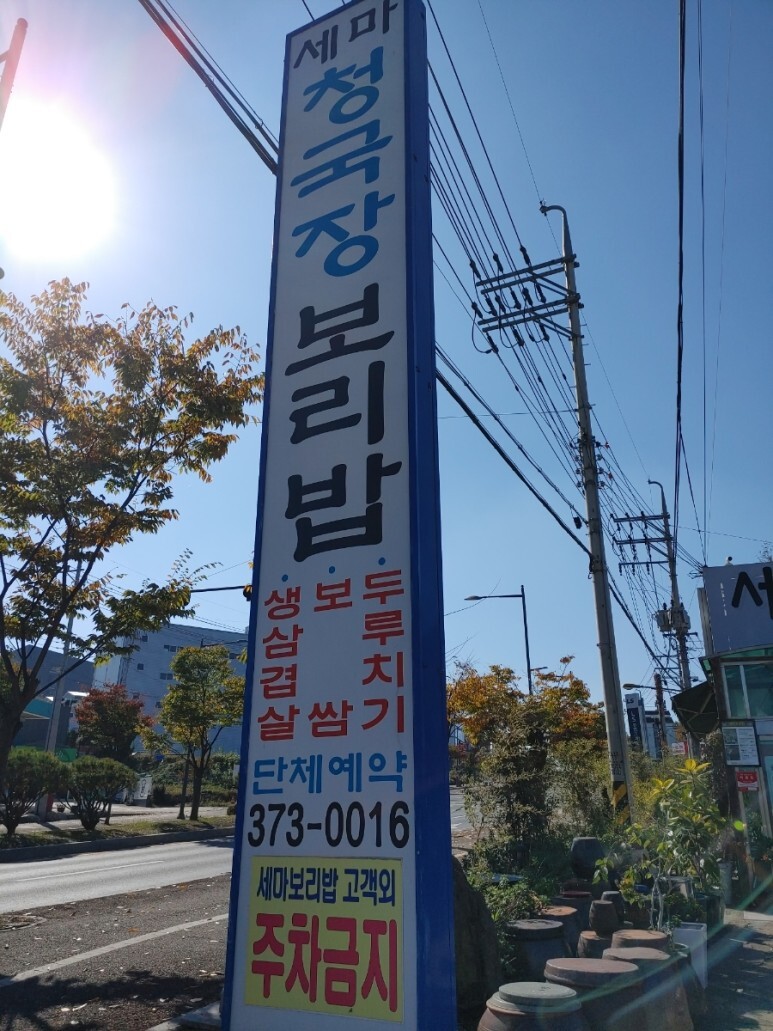 세마
청국장
보리밥
생삼겹살
보쌈
두루치기
단체예약
373-0016
세마보리밥 고객외
주차금지
세